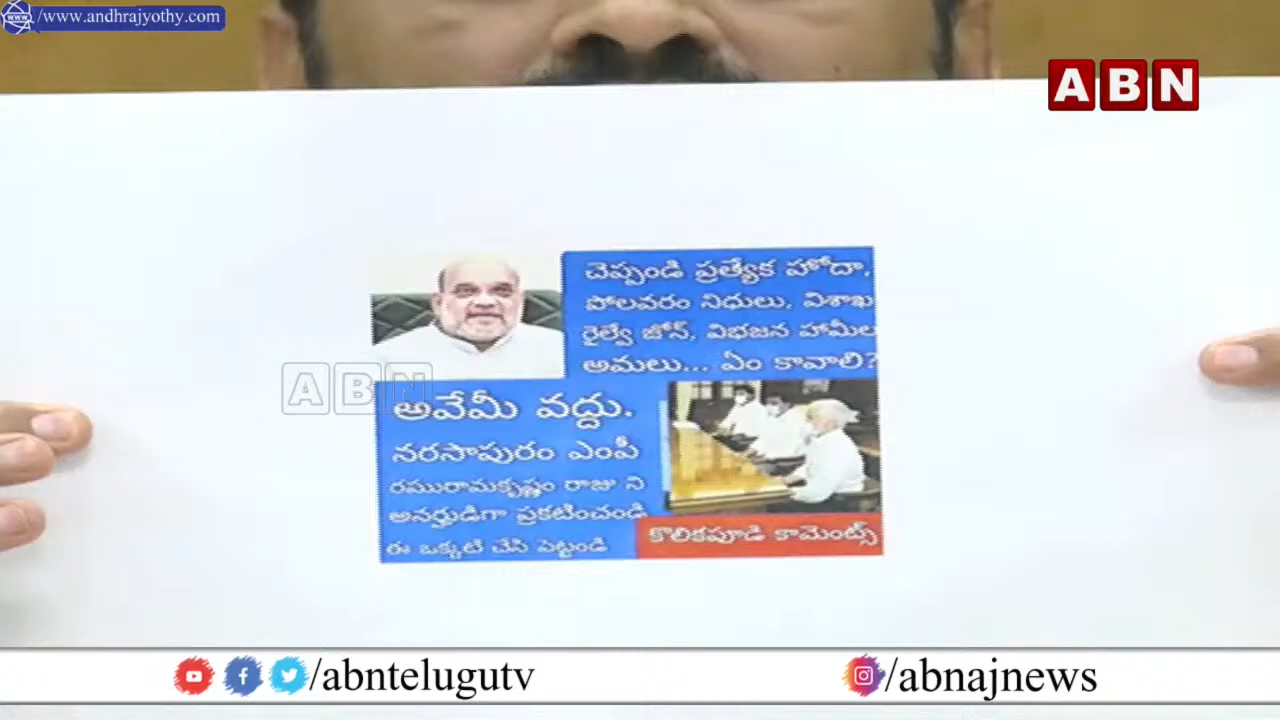 www./www.andhrajyothy.com
ABN
చెప్పండి ప్రత్యేక హోదా,
పోలవరం నిధులు, విశాఖ
రైల్వే జోన్, విభజన హామీల
అమలు... ఏం కావాలి?
ABN
అవేమీ వద్దు.
నరసాపురం ఎంపీ
రఘురామకృష్ణం రాజు ని
అనర్హుడిగా ప్రకటించండి
ఈ ఒక్కటి చేసి పెట్టండి
కొలికపూడి కామెంట్స్
/abntelugutv
/abnajnews